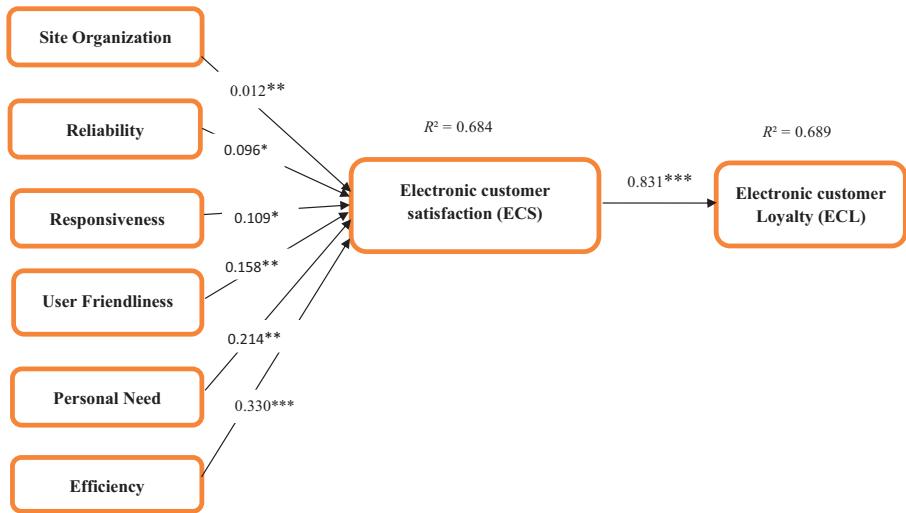 Site Organization
0.012**
Reliability
0.096*
Responsiveness
0.109*
User Friendliness
0.158**
Personal Need
0.214**
Efficiency
0.330***
R² = 0.684
Electronic customer
satisfaction (ECS)
0.831***
R² = 0.689
Electronic customer
Loyalty (ECL)